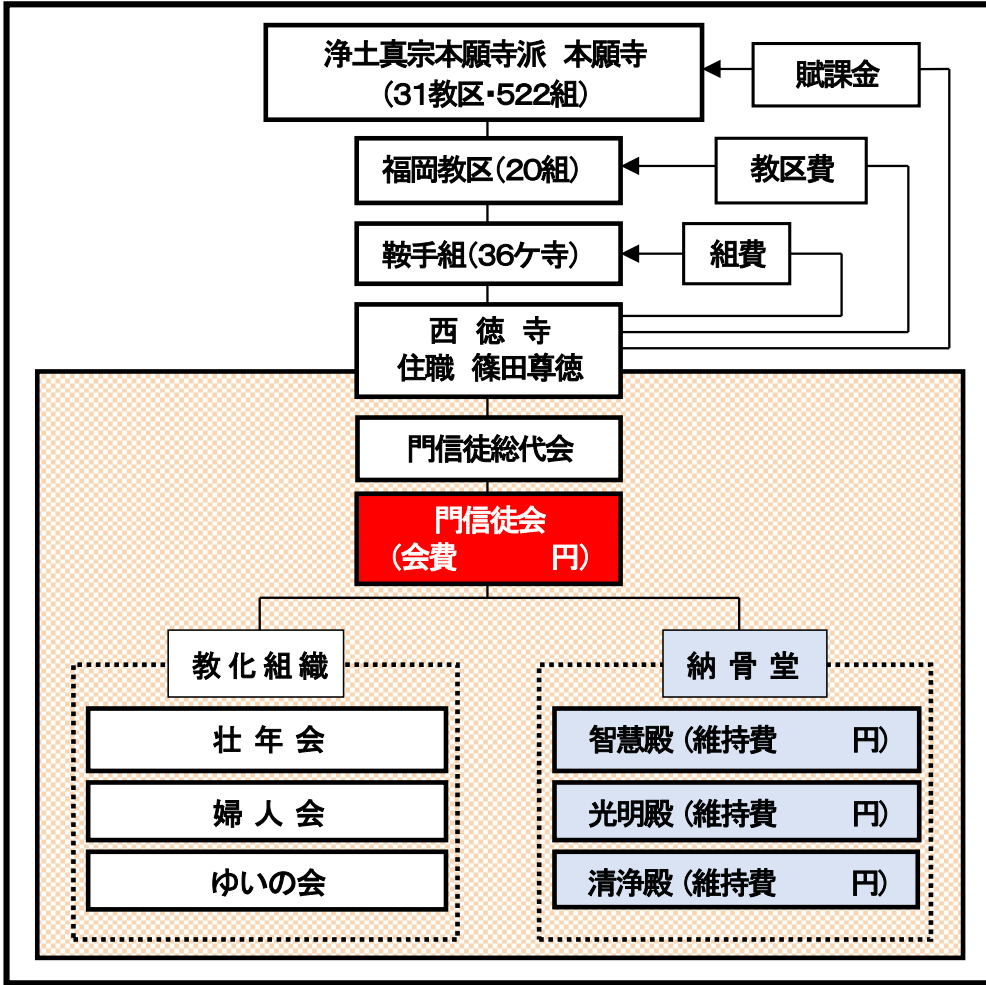 浄土真宗本願寺派 本願寺
(31教区・522組)
賦課金
福岡教区(20組)
教区費
鞍手組(36ケ寺)
組費
西 徳 寺
住職 篠田尊徳
門信徒総代会
門信徒会
(会費 円)
教化組織
壮年会
婦人会
ゆいの会
納骨堂
智慧殿(維持費 円)
光明殿(維持費 円)
清浄殿(維持費 円)